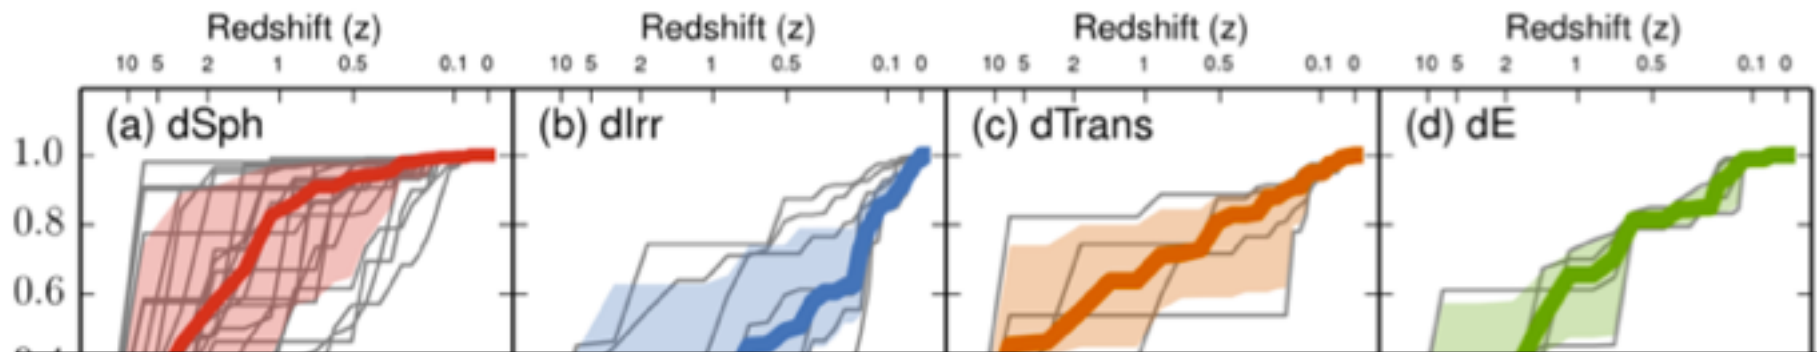 Redshift (z) Redshift (z) Redshift (z) Redshift (z)
10 5 2 1 0.5 0.1 0 10 5 2 1 0.5 0.1 0 10 5 2 1 0.5 0.1 0 10 5 2 1 0.5 0.1 0
(a) dSph (b) dIrr (c) dTrans (d) dE
1.0
0.8
0.6